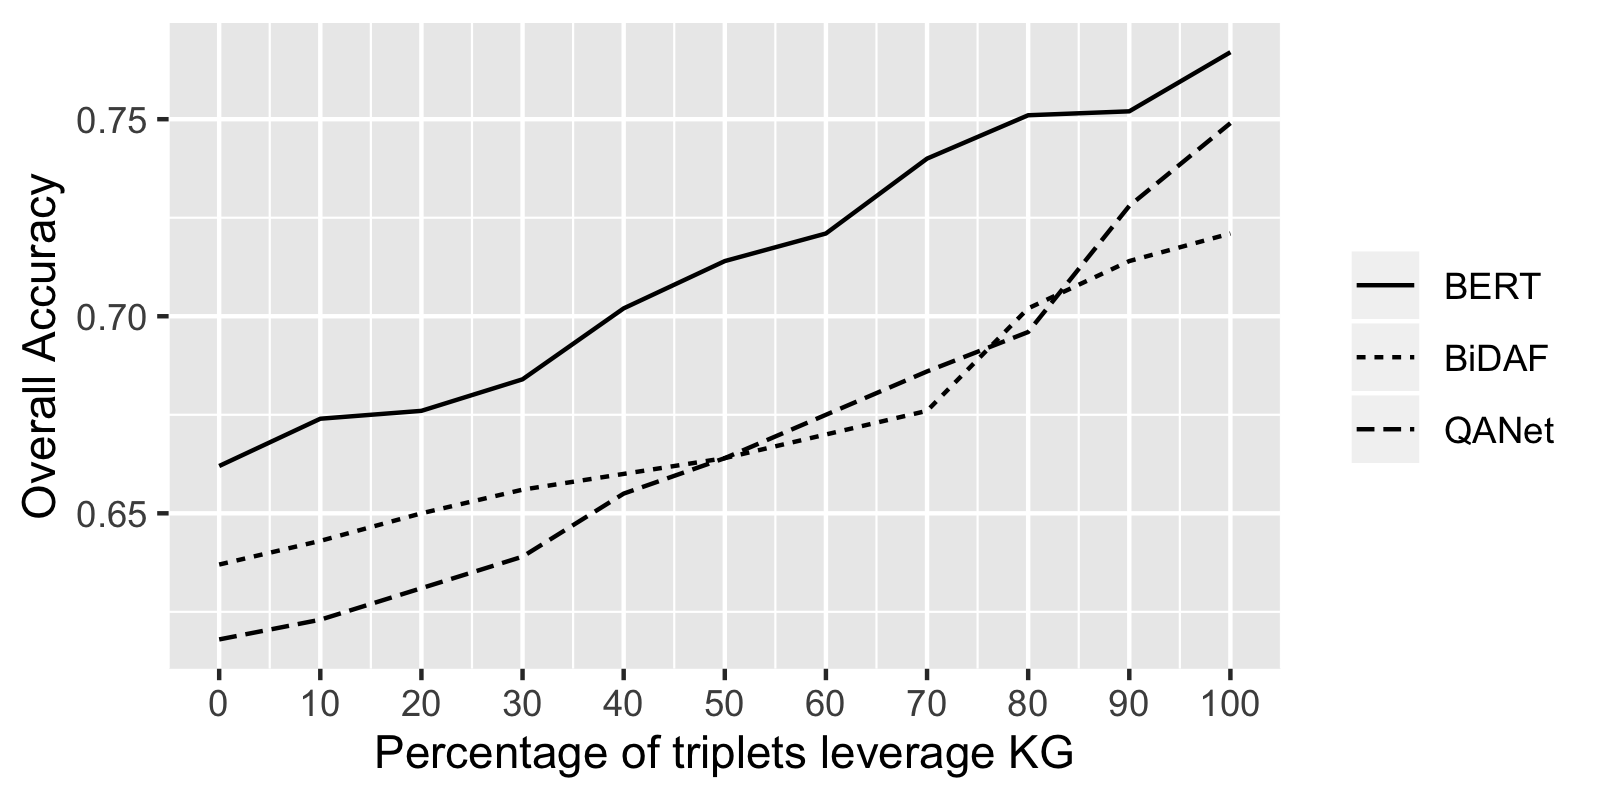 Overall Accuracy
0.75
0.70
0.65
0 10 20 30 40 50 60 70 80 90 100
Percentage of triplets leverage KG
BERT
BiDAF
QANet